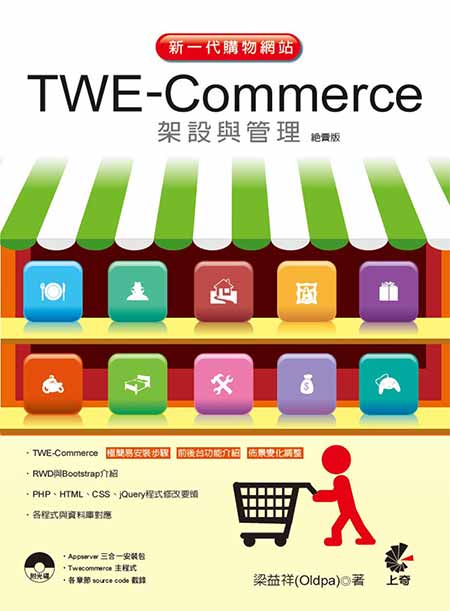 新一代購物網站
TWE-Commerce
架設與管理 絕賣版
• TWE-Commerce 極簡易安裝步驟 前後台功能介紹 佈景變化調整
• RWD與Bootstrap介紹
• PHP、HTML、CSS、jQuery程式修改要領
• 各程式與資料庫對應
附光碟
• Appserver 三合一安裝包
• Twecommerce 主程式
• 各章節 source code 截錄
梁益祥(Oldpa)◎著
上奇